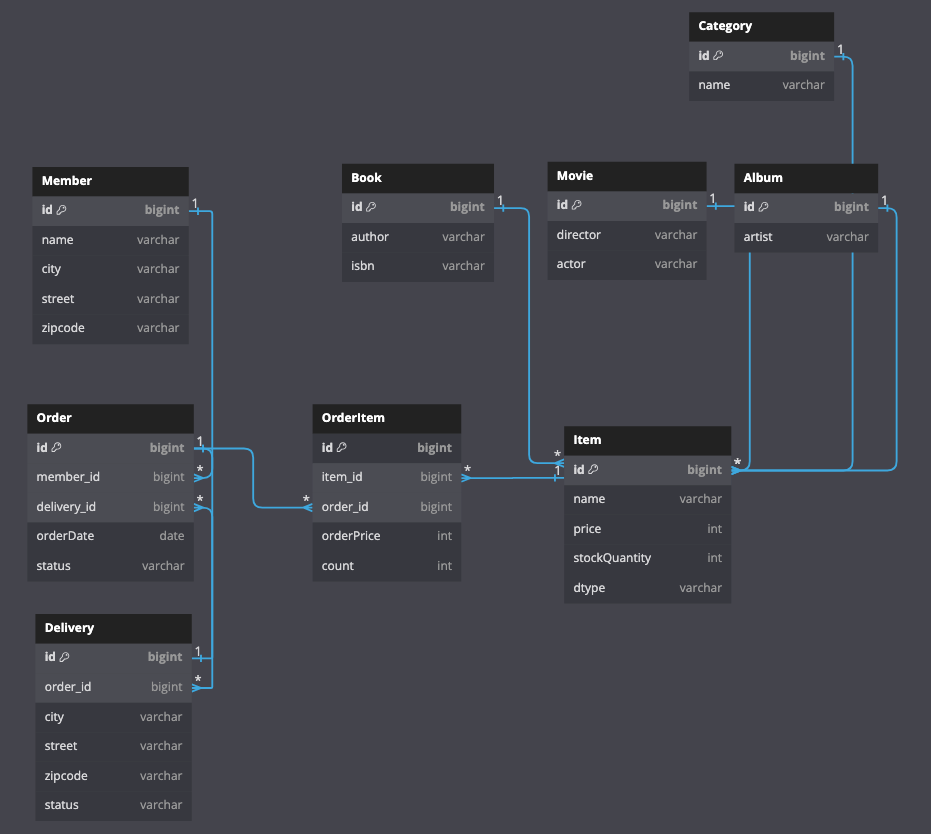 Category
id bigint
name varchar
1
Member
id bigint
name varchar
city varchar
street varchar
zipcode varchar
1
Book
id bigint
author varchar
isbn varchar
1
Movie
id bigint
director varchar
actor varchar
1
Album
id bigint
artist varchar
1
Order
id bigint
member_id bigint
delivery_id bigint
orderDate date
status varchar
1
*
*
OrderItem
id bigint
item_id bigint
order_id bigint
orderPrice int
count int
*
*
Item
id bigint
name varchar
price int
stockQuantity int
dtype varchar
*
1
*
Delivery
id bigint
order_id bigint
city varchar
street varchar
zipcode varchar
status varchar
1
*